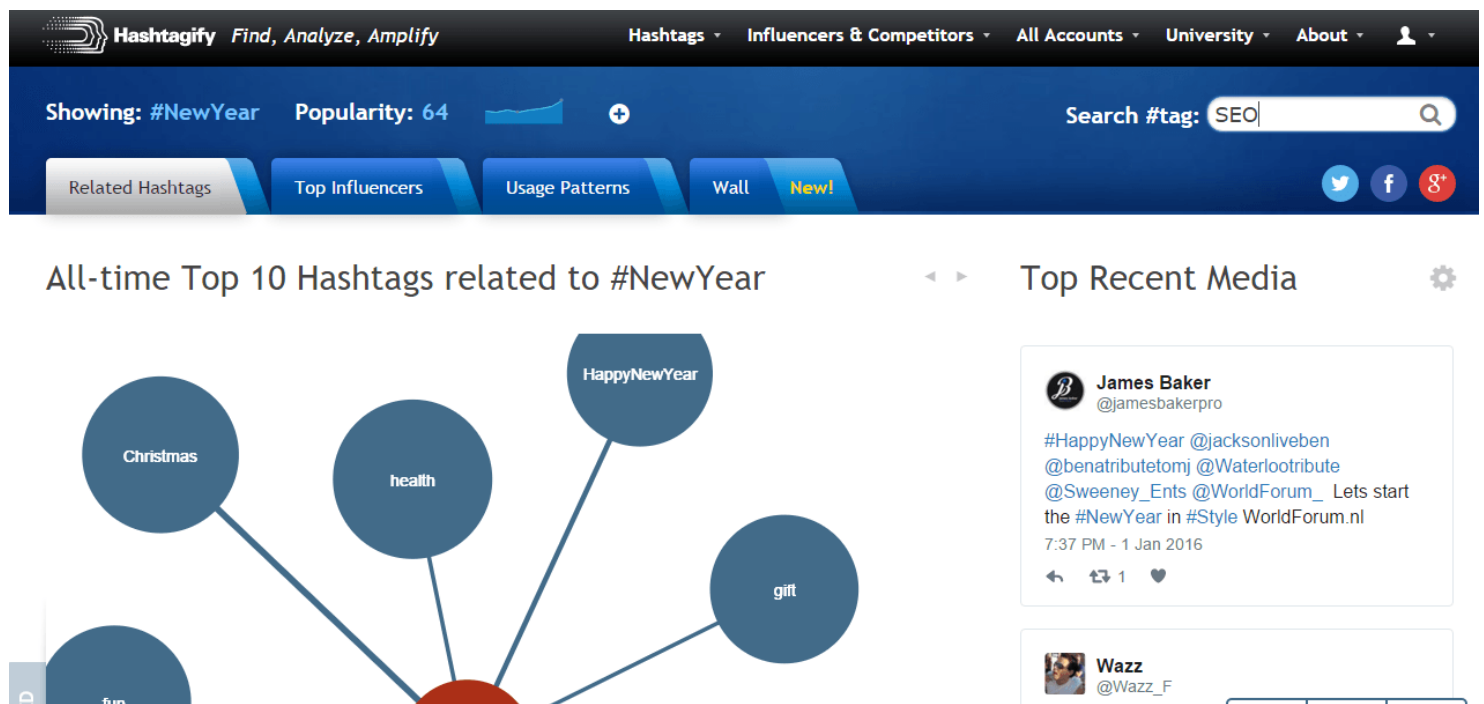 Hashtagify Find, Analyze, Amplify Hashtags Influencers & Competitors All Accounts University About
Showing: #NewYear Popularity: 64 Search #tag: SEO
Related Hashtags Top Influencers Usage Patterns Wall New!
f g+
All-time Top 10 Hashtags related to #NewYear
Christmas
health
HappyNewYear
gift
fun
Top Recent Media
James Baker
@jamesbakerpro
#HappyNewYear @jacksonliveben
@benatributetomj @Waterlootribute
@Sweeney_Ents @WorldForum_ Lets start
the #NewYear in #Style WorldForum.nl
7:37 PM - 1 Jan 2016
1
Wazz
@Wazz_F